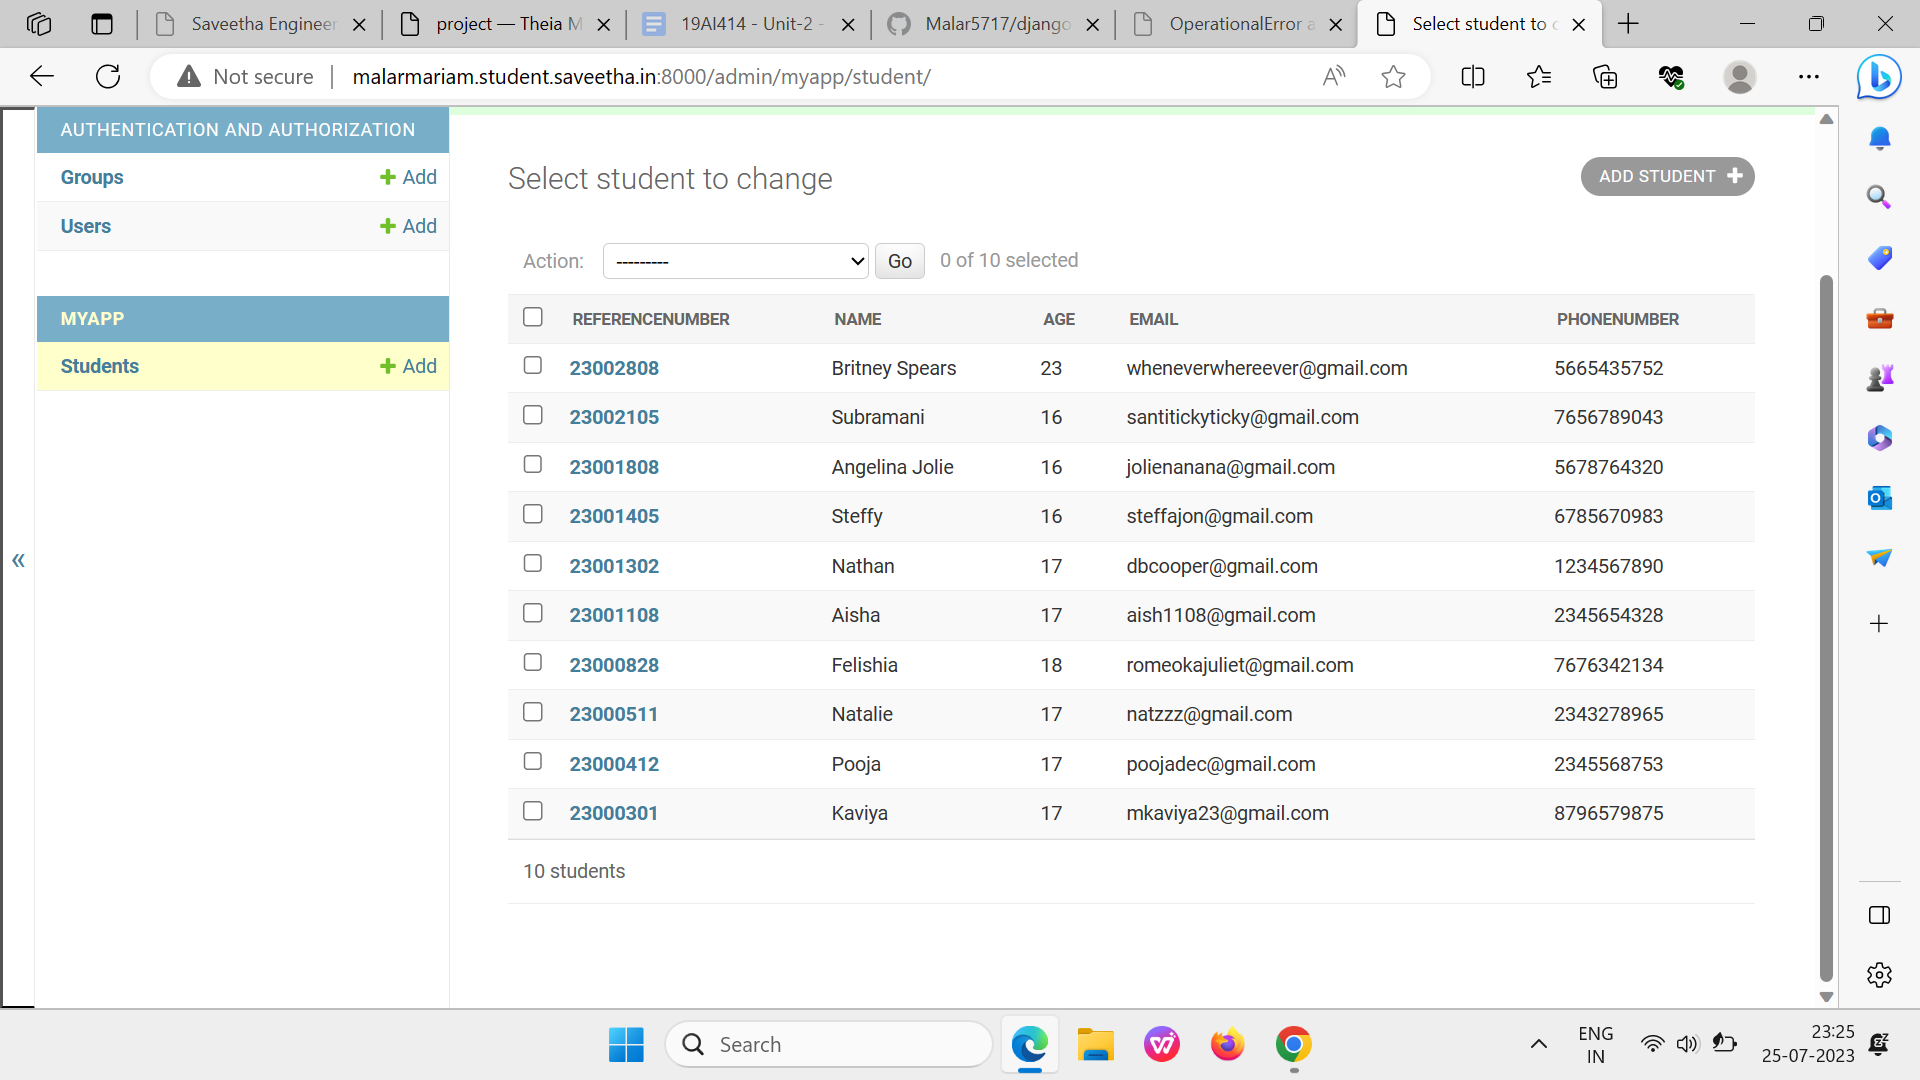 Saveetha Engineer
project — Theia M
19AI414 - Unit-2 -
Malar5717/django
OperationalError a
Select student to c
Not secure
malarmariam.student.saveetha.in:8000/admin/myapp/student/
AUTHENTICATION AND AUTHORIZATION
Groups Add
Users Add
MYAPP
Students Add
«
Select student to change
ADD STUDENT
Action: --------- Go 0 of 10 selected
REFERENCENUMBER NAME AGE EMAIL PHONENUMBER
23002808 Britney Spears 23 wheneverwhereever@gmail.com 5665435752
23002105 Subramani 16 santitickyticky@gmail.com 7656789043
23001808 Angelina Jolie 16 jolienanana@gmail.com 5678764320
23001405 Steffy 16 steffajon@gmail.com 6785670983
23001302 Nathan 17 dbcooper@gmail.com 1234567890
23001108 Aisha 17 aish1108@gmail.com 2345654328
23000828 Felishia 18 romeokajuliet@gmail.com 7676342134
23000511 Natalie 17 natzzz@gmail.com 2343278965
23000412 Pooja 17 poojadec@gmail.com 2345568753
23000301 Kaviya 17 mkaviya23@gmail.com 8796579875
10 students
Search
ENG
IN
23:25
25-07-2023